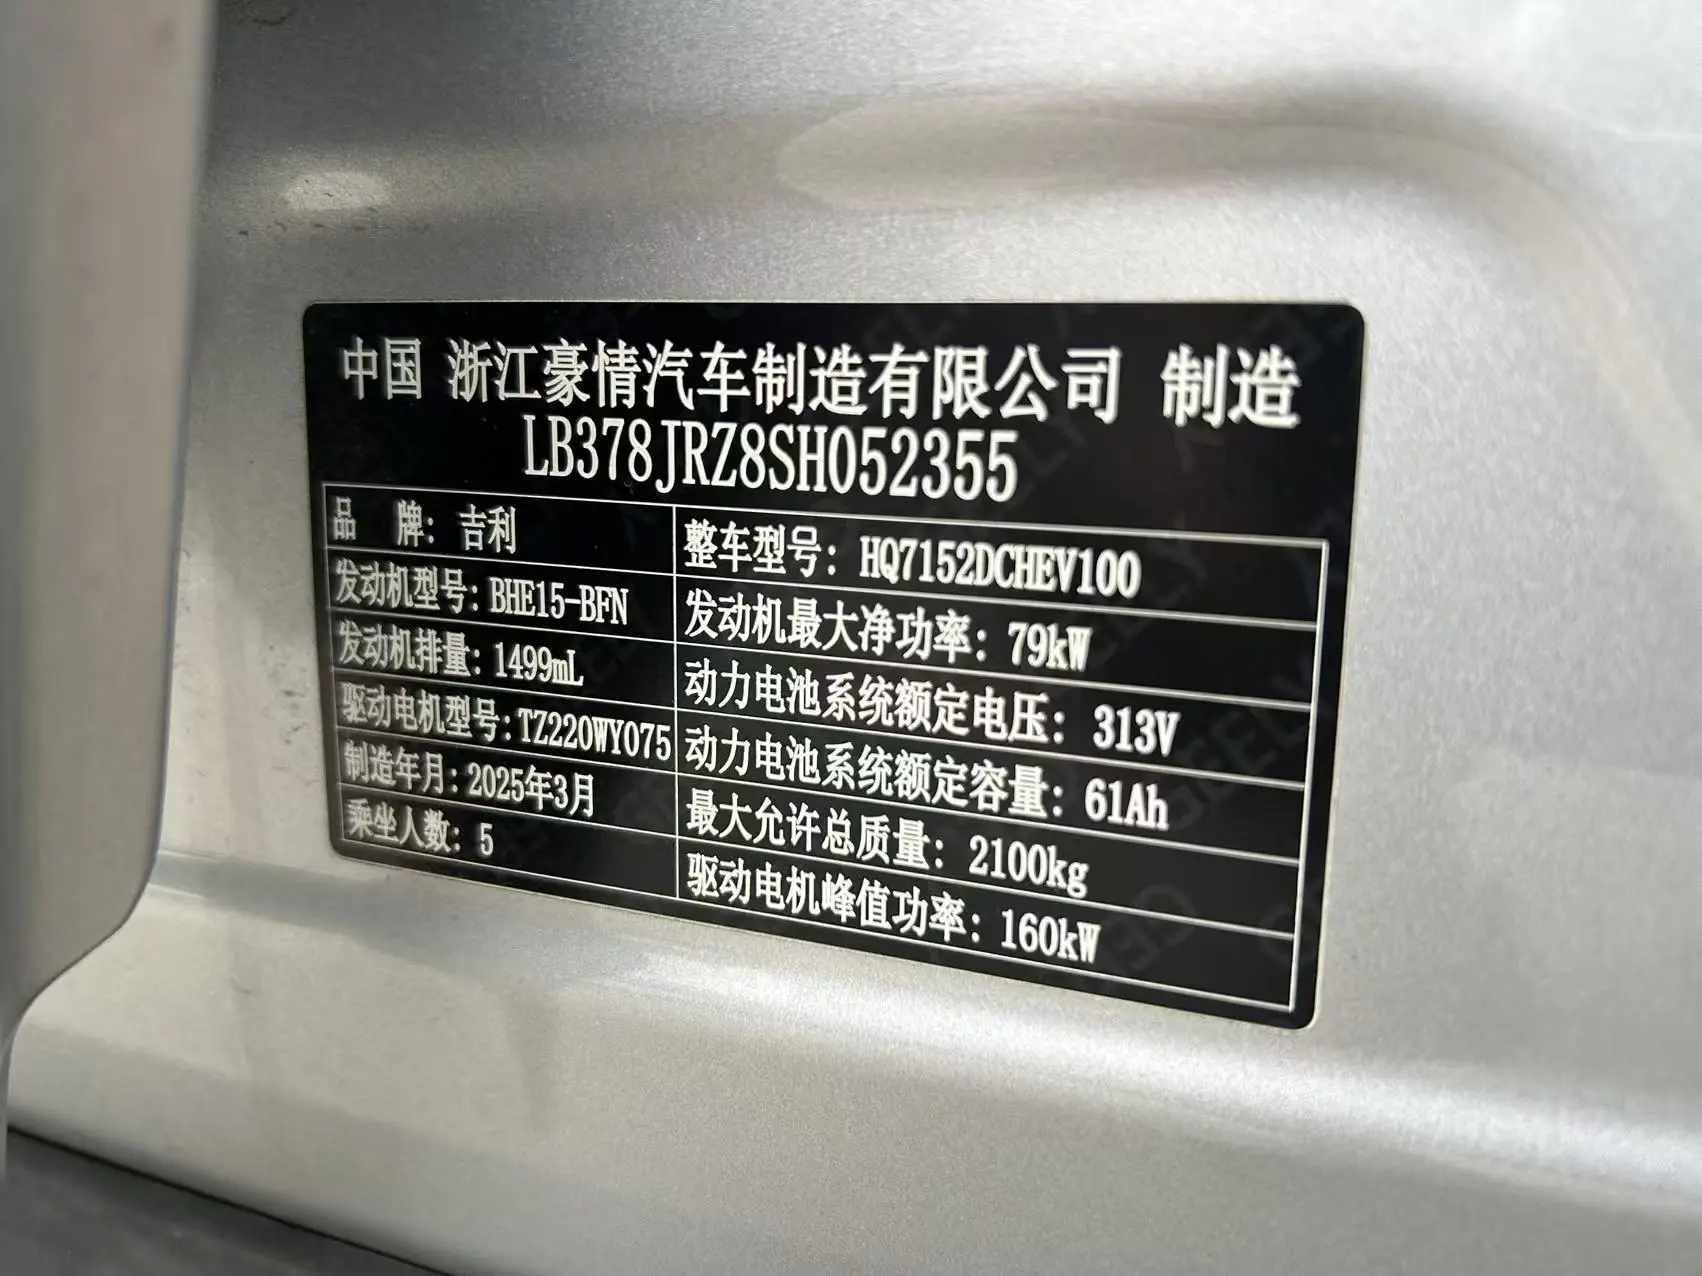 中国 浙江豪情汽车制造有限公司 制造
LB378JRZ8SH052355
品 牌: 吉利
整车型号: HQ7152DCHEV100
发动机型号: BHE15-BFN
发动机最大净功率: 79kW
发动机排量: 1499mL
动力电池系统额定电压: 313V
驱动电机型号: TZ220WY075
动力电池系统额定容量: 61Ah
制造年月: 2025年3月
最大允许总质量: 2100kg
乘坐人数: 5
驱动电机峰值功率: 160kW